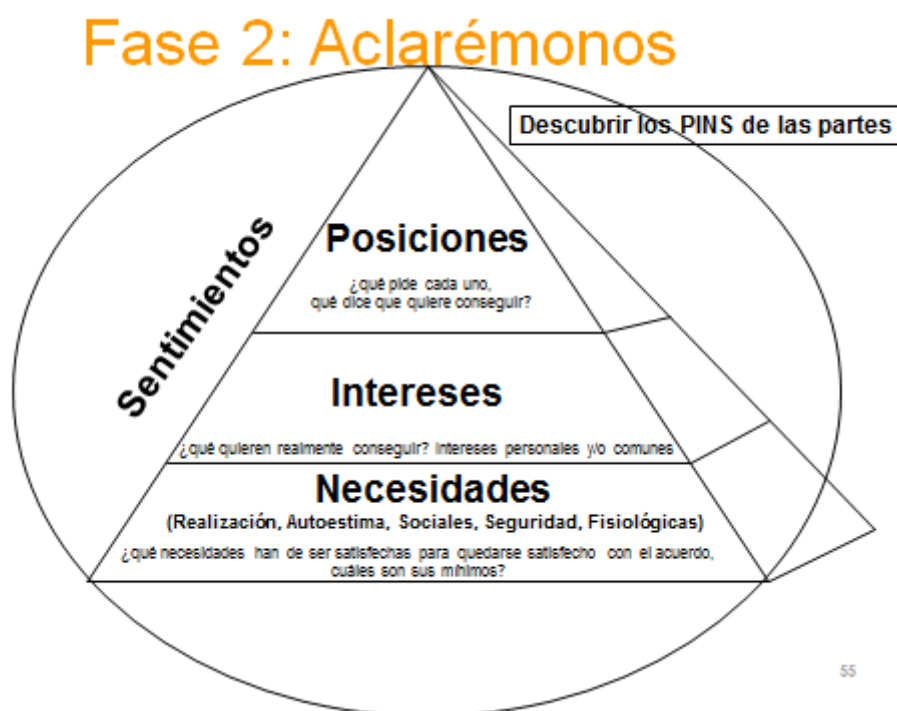 Fase 2: Aclarémonos
Descubrir los PINS de las partes
Sentimientos
Posiciones
¿qué pide cada uno,
qué dice que quiere conseguir?
Intereses
¿qué quieren realmente conseguir? Intereses personales y/o comunes
Necesidades
(Realización, Autoestima, Sociales, Seguridad, Fisiológicas)
¿qué necesidades han de ser satisfechas para quedarse satisfecho con el acuerdo,
cuáles son sus mínimos?
55